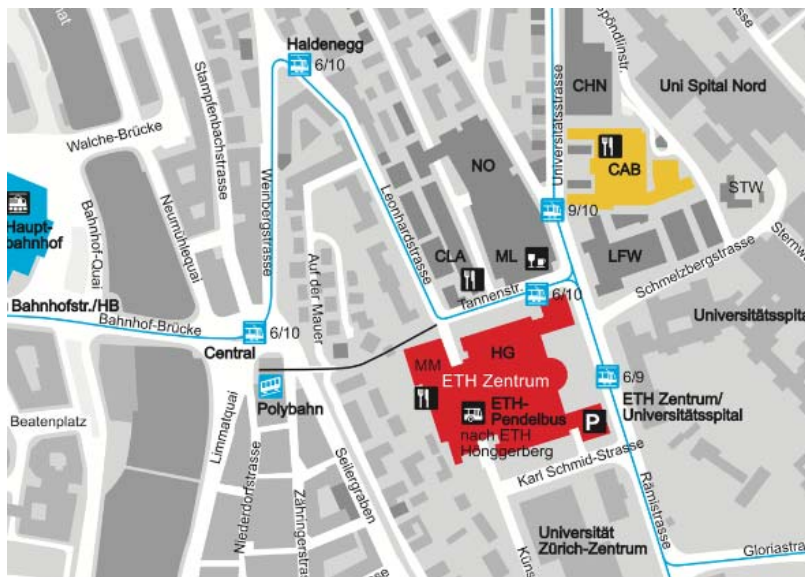 Haldenegg
6/10
Stampfenbachstrasse
Walche-Brücke
Weinbergstrasse
Neumühlequai
Bahnhof-Quai
Haupt-
bahnhof
Leonhardstrasse
Auf der Mauer
NO
CLA
ML
Tannenstr.
6/10
Universitätsstrasse
CHN
Uni Spital Nord
CAB
STW
9/10
LFW
Schmelzbergstrasse
Bahnhofstr./HB
Bahnhof-Brücke
Central
6/10
Polybahn
Limmatquai
Beatenplatz
Niederdorfstrasse
Zähringerstrasse
Seilergraben
MM
HG
ETH Zentrum
ETH-
Pendelbus
nach ETH
Hönggerberg
P
6/9
ETH Zentrum/
Universitätsspital
Universitätsspita
Karl Schmid-Strasse
Rämistrasse
Universität
Zürich-Zentrum
Küns
Gloriastra